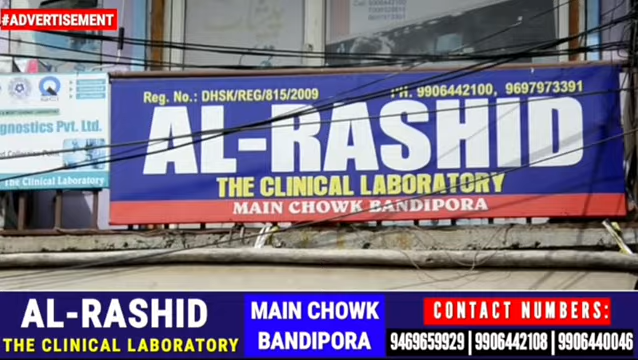 #ADVERTISEMENT
Reg. No.: DHSK/REG/815/2009
PH. 9906442100, 9697973391
AL-RASHID
THE CLINICAL LABORATORY
MAIN CHOWK BANDIPORA
gnostics Pvt. Ltd.
The Clinical Laboratory
AL-RASHID
THE CLINICAL LABORATORY
MAIN CHOWK
BANDIPORA
CONTACT NUMBERS:
9469659929 | 9906442108 | 9906440046